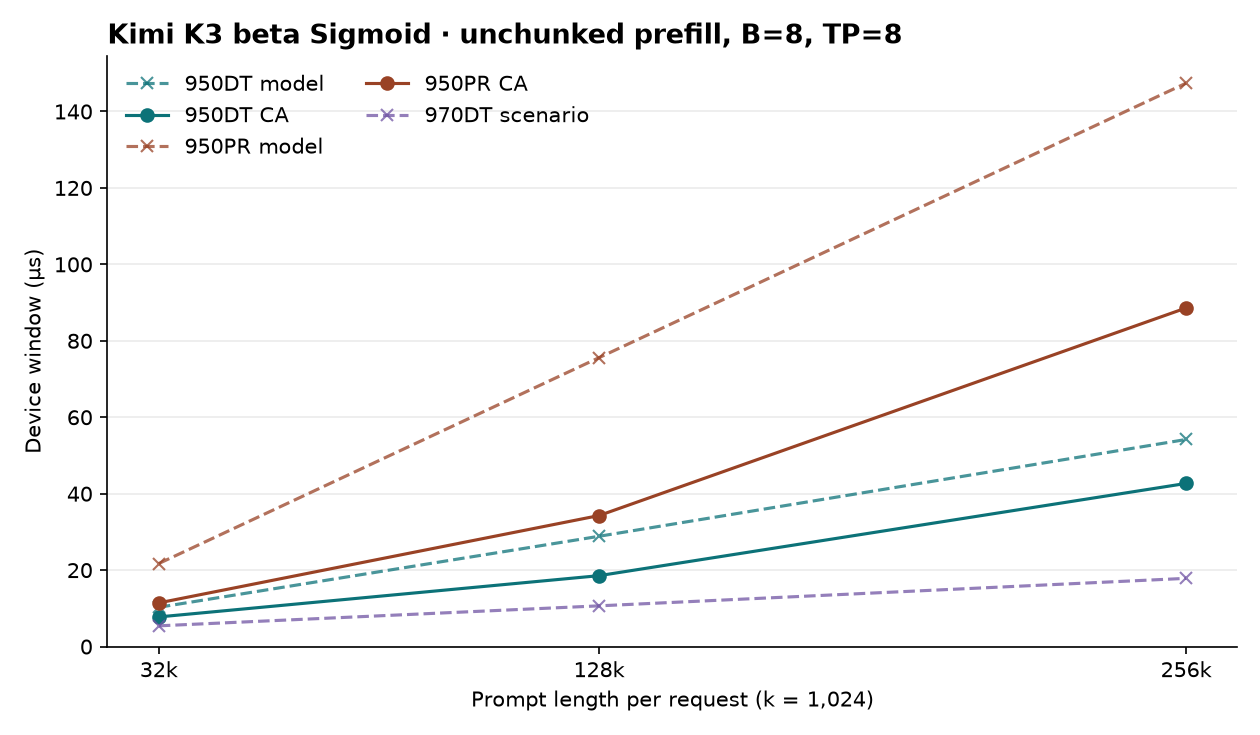 Kimi K3 beta Sigmoid · unchunked prefill, B=8, TP=8
950DT model
950DT CA
950PR model
950PR CA
970DT scenario
Device window (µs)
140
120
100
80
60
40
20
0
32k
128k
256k
Prompt length per request (k = 1,024)